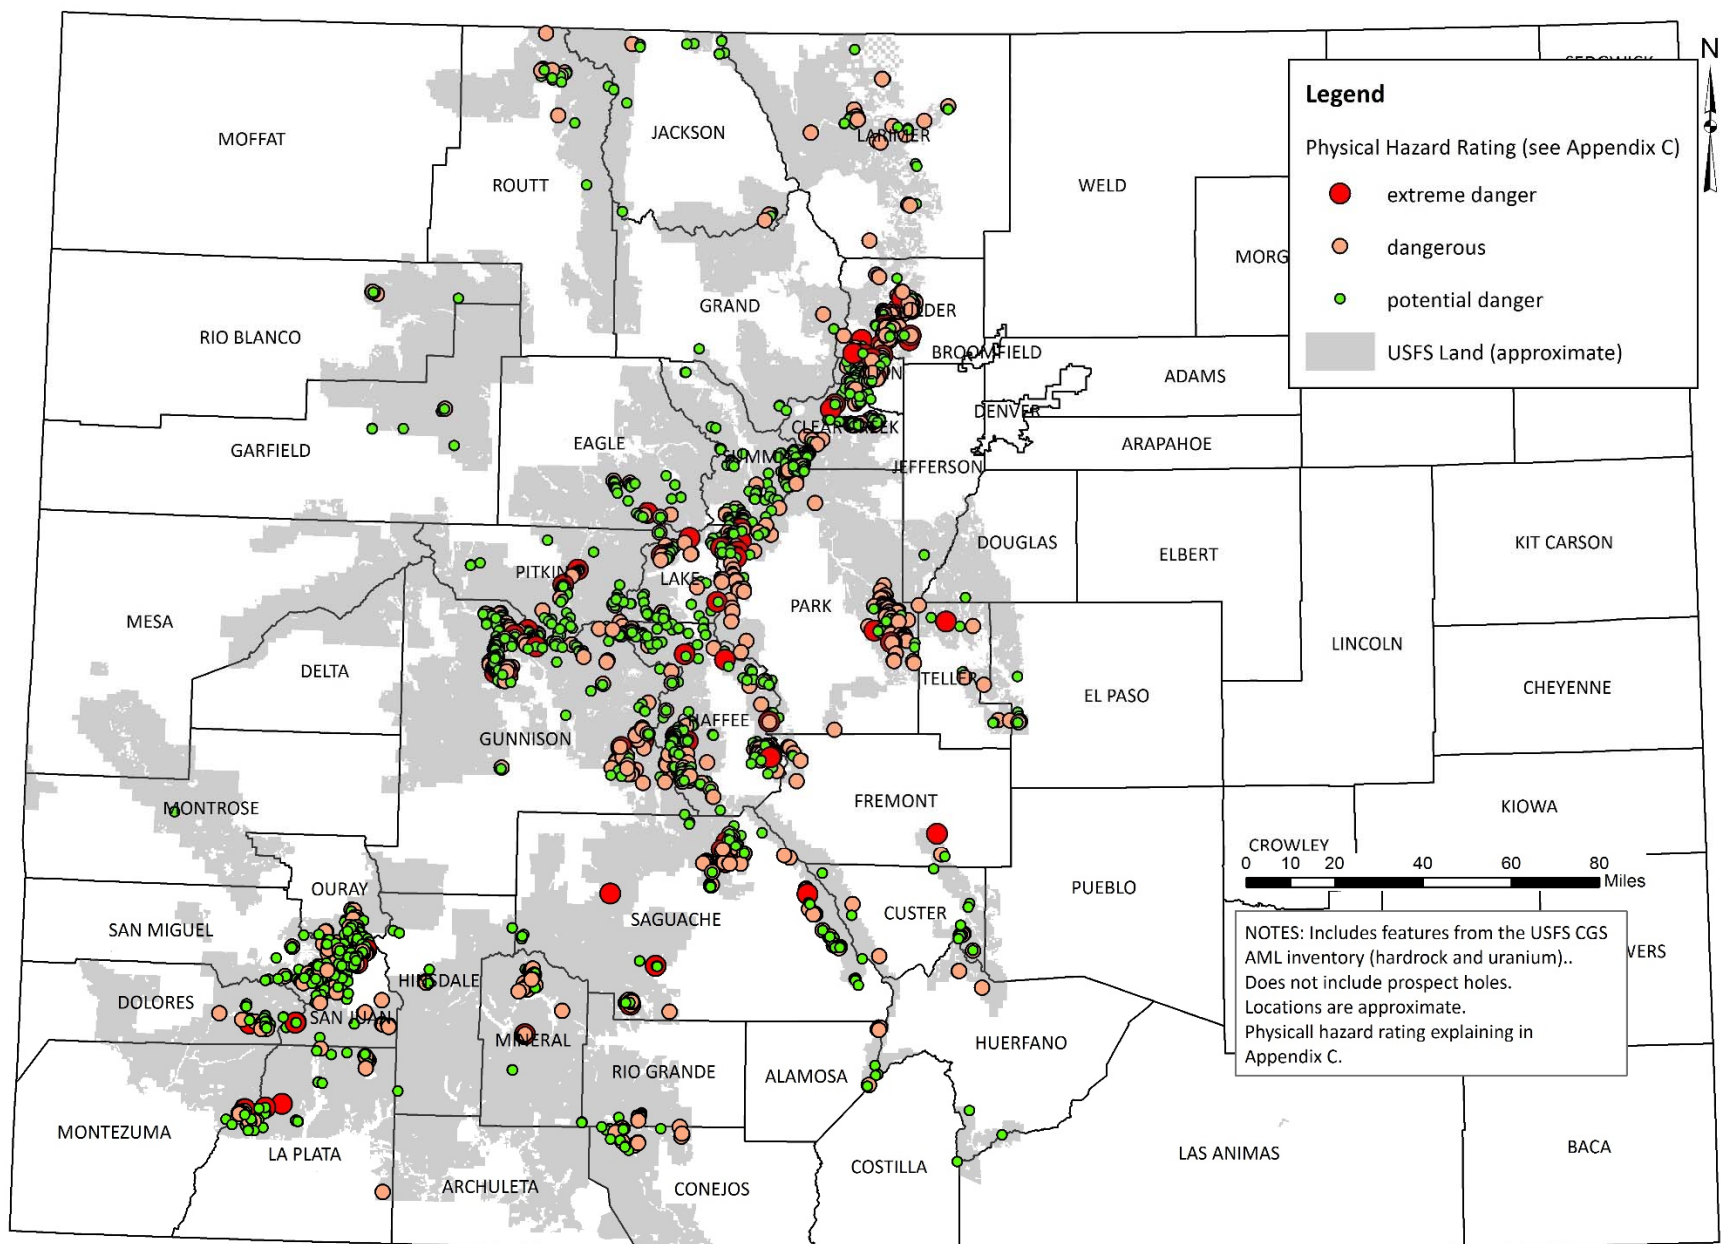 N
Legend
Physical Hazard Rating (see Appendix C)
extreme danger
dangerous
potential danger
USFS Land (approximate)
MOFFAT
ROUTT
JACKSON
LARIMER
WELD
RIO BLANCO
GRAND
BROOMFIELD
ADAMS
DENVER
ARAPAHOE
GARFIELD
EAGLE
CLEAR CREEK
JEFFERSON
DOUGLAS
ELBERT
KIT CARSON
PITKIN
LAKE
PARK
MESA
LINCOLN
DELTA
TELLER
EL PASO
CHEYENNE
GUNNISON
CHAFFEE
MONTROSE
FREMONT
KIOWA
CROWLEY
0 10 20 40 60 80
Miles
OURAY
PUEBLO
SAN MIGUEL
SAGUACHE
CUSTER
NOTES: Includes features from the USFS CGS
AML inventory (hardrock and uranium)..
Does not include prospect holes.
Locations are approximate.
Physicall hazard rating explaining in
Appendix C.
DOLORES
SAN JUAN
HINSDALE
MINERAL
HUERFANO
RIO GRANDE
ALAMOSA
MONTEZUMA
LA PLATA
ARCHULETA
CONEJOS
COSTILLA
LAS ANIMAS
BACA